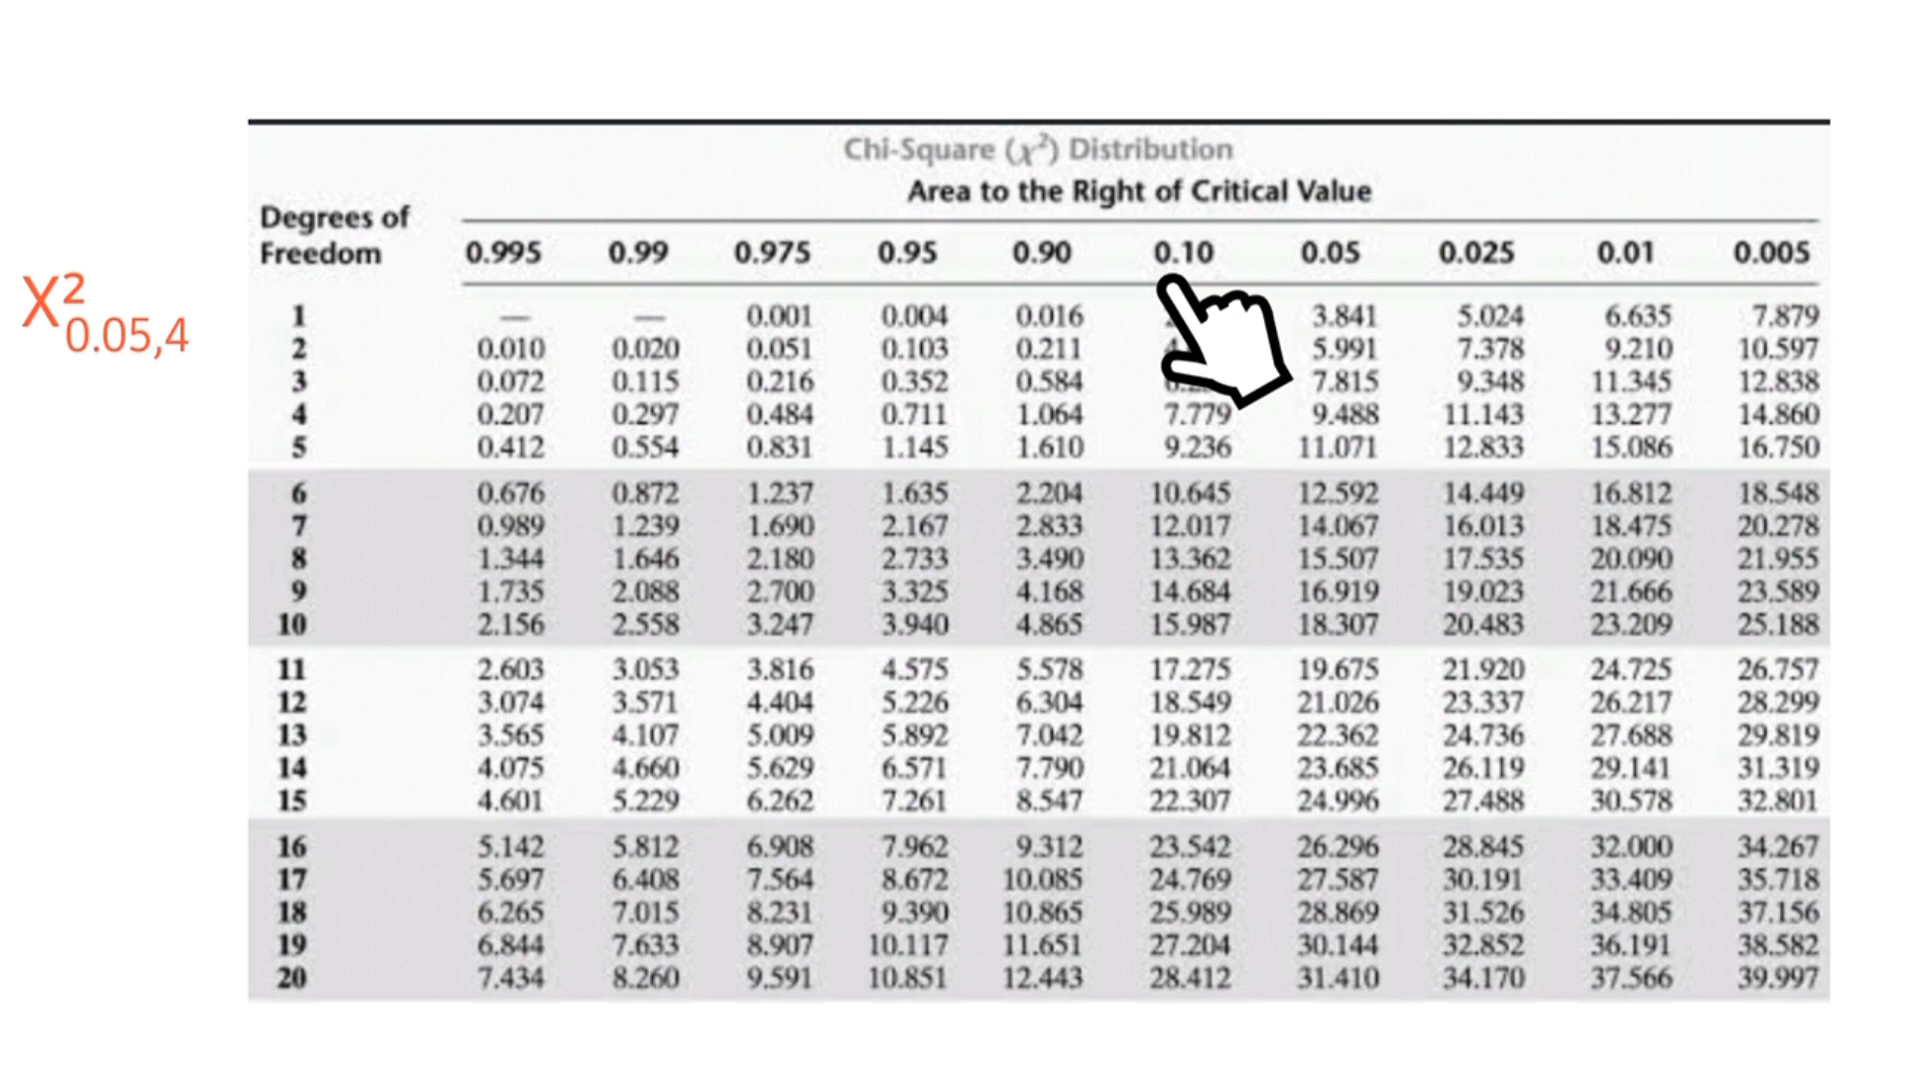 Chi-Square (χ²) Distribution
Area to the Right of Critical Value
Degrees of
Freedom 0.995 0.99 0.975 0.95 0.90 0.10 0.05 0.025 0.01 0.005
X²0.05,4
1 — — 0.001 0.004 0.016 3.841 5.024 6.635 7.879
2 0.010 0.020 0.051 0.103 0.211 5.991 7.378 9.210 10.597
3 0.072 0.115 0.216 0.352 0.584 7.815 9.348 11.345 12.838
4 0.207 0.297 0.484 0.711 1.064 7.779 9.488 11.143 13.277 14.860
5 0.412 0.554 0.831 1.145 1.610 9.236 11.071 12.833 15.086 16.750
6 0.676 0.872 1.237 1.635 2.204 10.645 12.592 14.449 16.812 18.548
7 0.989 1.239 1.690 2.167 2.833 12.017 14.067 16.013 18.475 20.278
8 1.344 1.646 2.180 2.733 3.490 13.362 15.507 17.535 20.090 21.955
9 1.735 2.088 2.700 3.325 4.168 14.684 16.919 19.023 21.666 23.589
10 2.156 2.558 3.247 3.940 4.865 15.987 18.307 20.483 23.209 25.188
11 2.603 3.053 3.816 4.575 5.578 17.275 19.675 21.920 24.725 26.757
12 3.074 3.571 4.404 5.226 6.304 18.549 21.026 23.337 26.217 28.299
13 3.565 4.107 5.009 5.892 7.042 19.812 22.362 24.736 27.688 29.819
14 4.075 4.660 5.629 6.571 7.790 21.064 23.685 26.119 29.141 31.319
15 4.601 5.229 6.262 7.261 8.547 22.307 24.996 27.488 30.578 32.801
16 5.142 5.812 6.908 7.962 9.312 23.542 26.296 28.845 32.000 34.267
17 5.697 6.408 7.564 8.672 10.085 24.769 27.587 30.191 33.409 35.718
18 6.265 7.015 8.231 9.390 10.865 25.989 28.869 31.526 34.805 37.156
19 6.844 7.633 8.907 10.117 11.651 27.204 30.144 32.852 36.191 38.582
20 7.434 8.260 9.591 10.851 12.443 28.412 31.410 34.170 37.566 39.997